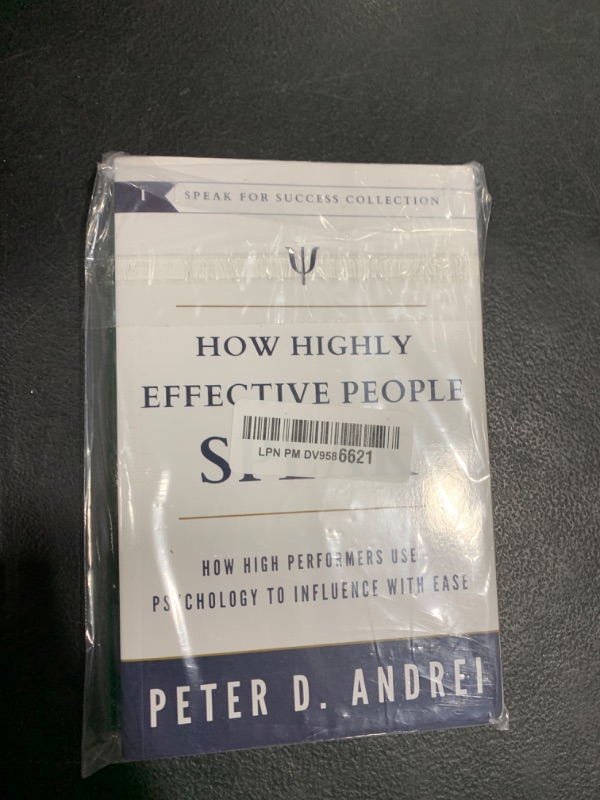 1
SPEAK FOR SUCCESS COLLECTION
Ψ
HOW HIGHLY
EFFECTIVE PEOPLE
LPN PM DV9586621
HOW HIGH PERFORMERS USE
PSYCHOLOGY TO INFLUENCE WITH EASE
PETER D. ANDREI